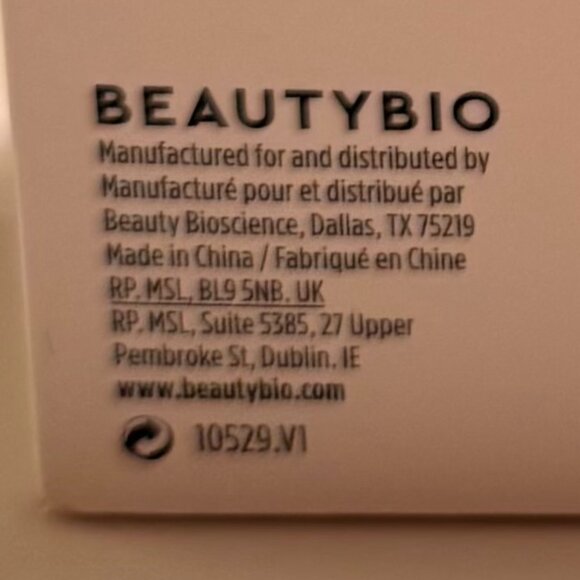 BEAUTYBIO
Manufactured for and distributed by
Manufacturé pour et distribué par
Beauty Bioscience, Dallas, TX 75219
Made in China / Fabriqué en Chine
RP. MSL, BL9 5NB. UK
RP. MSL, Suite 5385, 27 Upper
Pembroke St, Dublin. IE
www.beautybio.com
10529.V1